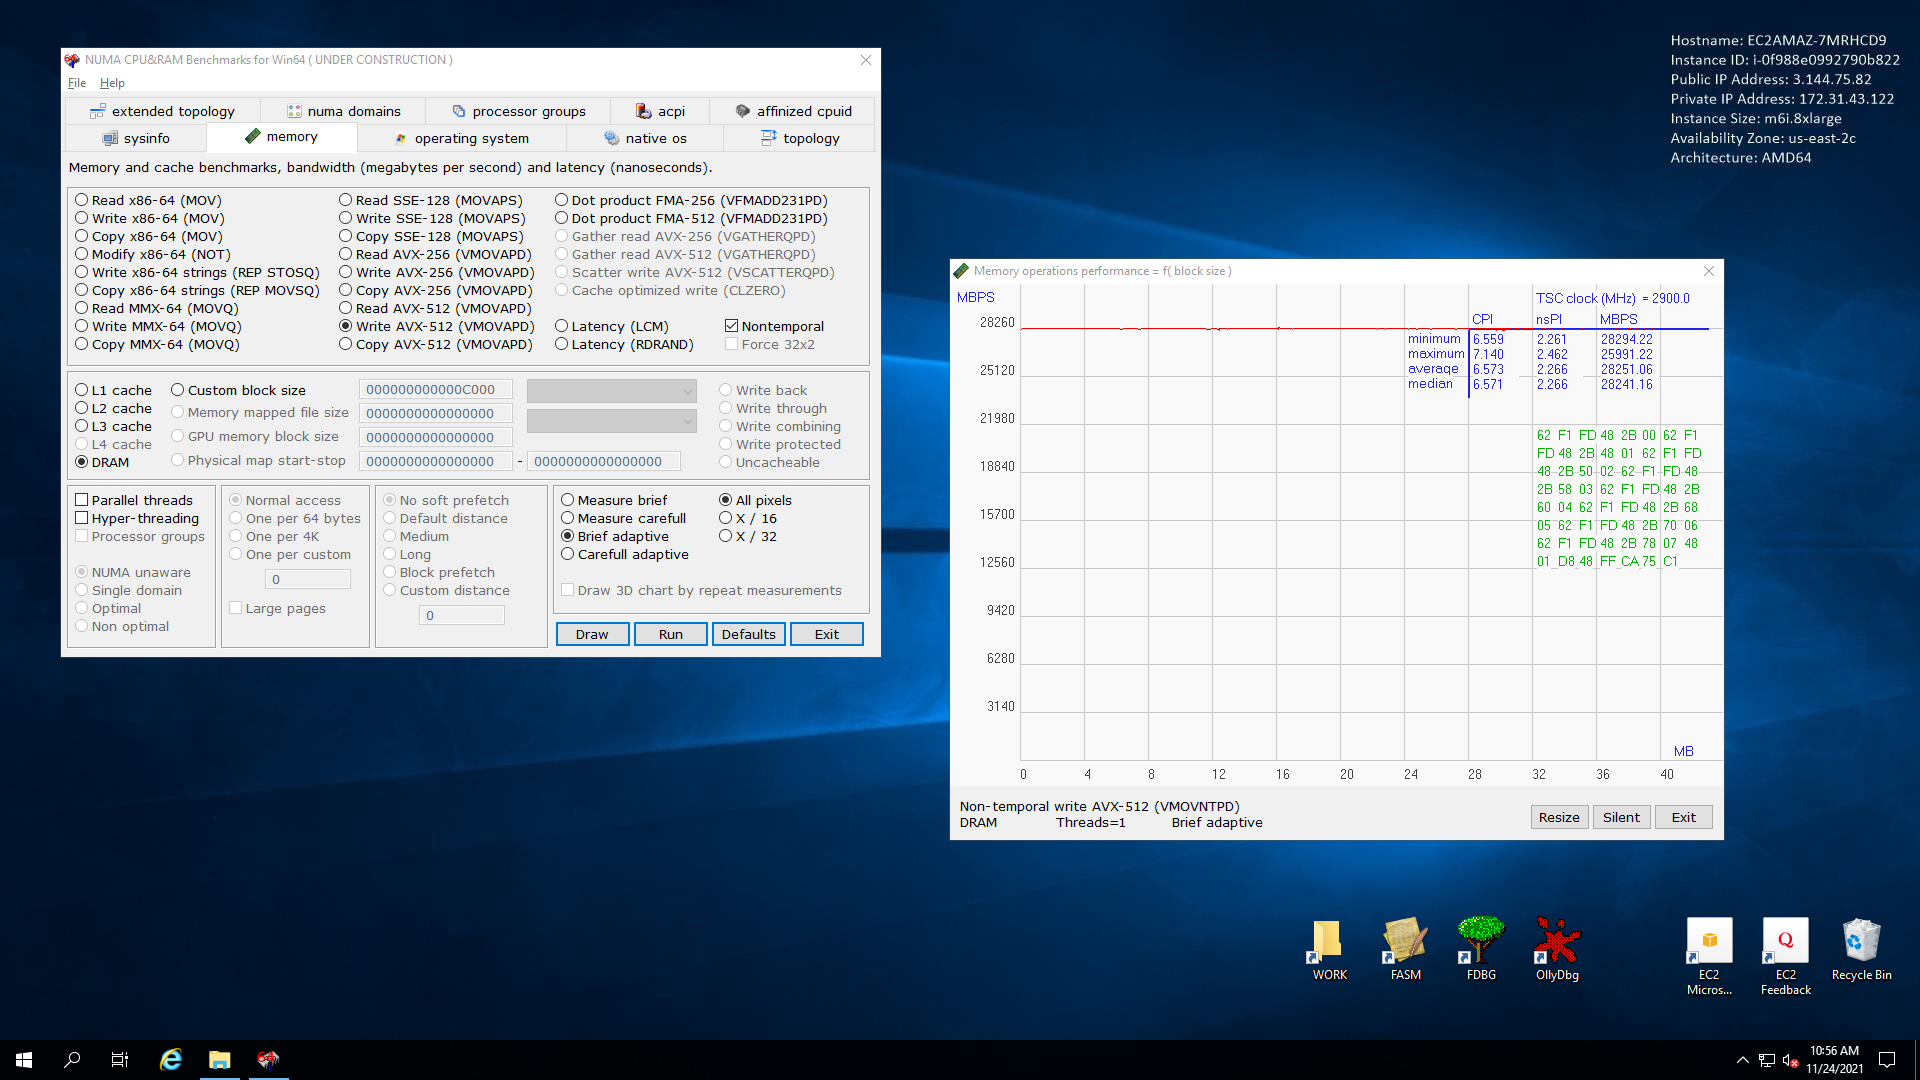 Hostname: EC2AMAZ-7MRHCD9
Instance ID: i-0f988e0992790b822
Public IP Address: 3.144.75.82
Private IP Address: 172.31.43.122
Instance Size: m6i.8xlarge
Availability Zone: us-east-2c
Architecture: AMD64
NUMA CPU&RAM Benchmarks for Win64 ( UNDER CONSTRUCTION )
File Help
extended topology numa domains processor groups acpi affinized cpuid
sysinfo memory operating system native os topology
Memory and cache benchmarks, bandwidth (megabytes per second) and latency (nanoseconds).
Read x86-64 (MOV) Read SSE-128 (MOVAPS) Dot product FMA-256 (VFMADD231PD)
Write x86-64 (MOV) Write SSE-128 (MOVAPS) Dot product FMA-512 (VFMADD231PD)
Copy x86-64 (MOV) Copy SSE-128 (MOVAPS) Gather read AVX-256 (VGATHERQPD)
Modify x86-64 (NOT) Read AVX-256 (VMOVAPD) Gather read AVX-512 (VGATHERQPD)
Write x86-64 strings (REP STOSQ) Write AVX-256 (VMOVAPD) Scatter write AVX-512 (VSCATTERQPD)
Copy x86-64 strings (REP MOVSQ) Copy AVX-256 (VMOVAPD) Cache optimized write (CLZERO)
Read MMX-64 (MOVQ) Read AVX-512 (VMOVAPD)
Write MMX-64 (MOVQ) Write AVX-512 (VMOVAPD) Latency (LCM) Nontemporal
Copy MMX-64 (MOVQ) Copy AVX-512 (VMOVAPD) Latency (RDRAND) Force 32x2
L1 cache Custom block size 000000000000C000 Write back
L2 cache Memory mapped file size 0000000000000000 Write through
L3 cache Write combining
L4 cache GPU memory block size 0000000000000000 Write protected
DRAM Physical map start-stop 0000000000000000 - 0000000000000000 Uncacheable
Parallel threads Normal access No soft prefetch Measure brief All pixels
Hyper-threading One per 64 bytes Default distance Measure carefull X / 16
Processor groups One per 4K Medium Brief adaptive X / 32
One per custom Long Carefull adaptive
NUMA unaware 0 Block prefetch
Single domain Custom distance Draw 3D chart by repeat measurements
Optimal Large pages 0
Non optimal
Draw Run Defaults Exit
Memory operations performance = f( block size )
MBPS TSC clock (MHz) = 2900.0
CPI nsPI MBPS
minimum 6.559 2.261 28294.22
maximum 7.140 2.462 25991.22
average 6.573 2.266 28251.06
median 6.571 2.266 28241.16
28260
25120
21980
18840
15700
12560
9420
6280
3140
62 F1 FD 48 2B 00 62 F1
FD 48 2B 48 01 62 F1 FD
48 2B 50 02 62 F1 FD 48
2B 58 03 62 F1 FD 48 2B
60 04 62 F1 FD 48 2B 68
05 62 F1 FD 48 2B 70 06
62 F1 FD 48 2B 78 07 48
01 D8 48 FF CA 75 C1
MB
0 4 8 12 16 20 24 28 32 36 40
Non-temporal write AVX-512 (VMOVNTPD)
DRAM Threads=1 Brief adaptive
Resize Silent Exit
WORK FASM FDBG OllyDbg EC2 Micros... EC2 Feedback Recycle Bin
10:56 AM
11/24/2021